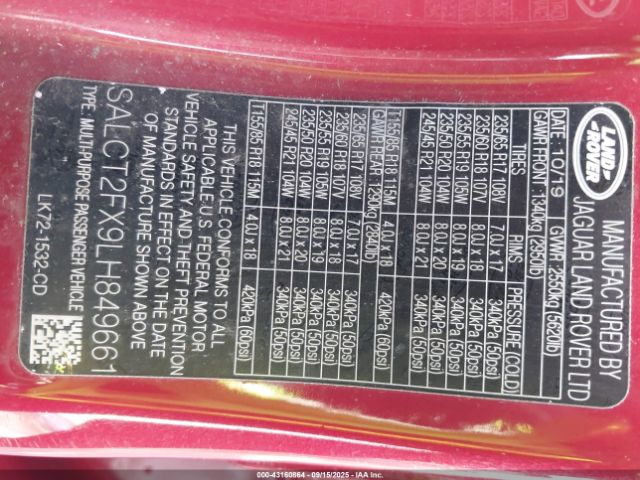 LAND
ROVER
MANUFACTURED BY
JAGUAR LAND ROVER LTD
DATE: 10/19 GVWR 2550kg (5620lb)
GAWR FRONT 1340kg (2950lb)
TIRES RIMS PRESSURE (COLD)
235/65 R17 108V 7.0J x 17 340kPa (50psi)
235/60 R18 107V 8.0J x 18 340kPa (50psi)
235/55 R19 105W 8.0J x 19 340kPa (50psi)
235/50 R20 104W 8.0J x 20 340kPa (50psi)
245/45 R21 104W 8.0J x 21 340kPa (50psi)
T155/85 R18 115M 4.0J x 18 420kPa (60psi)
GAWR REAR 1290kg (2840lb)
235/65 R17 108V 7.0J x 17 340kPa (50psi)
235/60 R18 107V 8.0J x 18 340kPa (50psi)
235/55 R19 105W 8.0J x 19 340kPa (50psi)
235/50 R20 104W 8.0J x 20 340kPa (50psi)
245/45 R21 104W 8.0J x 21 340kPa (50psi)
T155/85 R18 115M 4.0J x 18 420kPa (60psi)
THIS VEHICLE CONFORMS TO ALL
APPLICABLE U.S. FEDERAL MOTOR
VEHICLE SAFETY AND THEFT PREVENTION
STANDARDS IN EFFECT ON THE DATE
OF MANUFACTURE SHOWN ABOVE
SALCT2FX9LH849661
TYPE: MULTI-PURPOSE PASSENGER VEHICLE
LK72-1532-CD
000-43160864 - 09/15/2025 - IAA Inc.